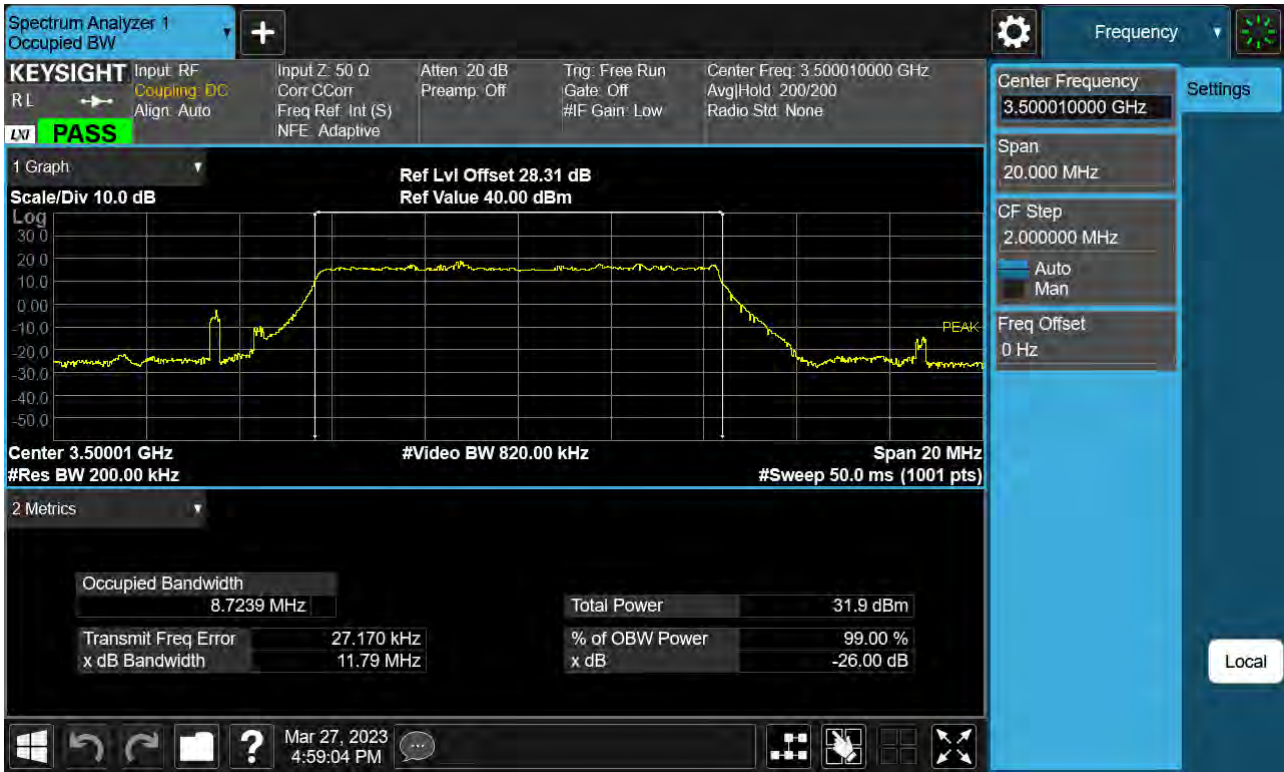 Spectrum Analyzer 1
Occupied BW
+
Frequency
KEYSIGHT
RL
LXI
PASS
Input: RF
Coupling: DC
Align: Auto
Input Z: 50 Ω
Corr CCorr
Freq Ref: Int (S)
NFE: Adaptive
Atten: 20 dB
Preamp: Off
Trig: Free Run
Gate: Off
#IF Gain: Low
Center Freq: 3.500010000 GHz
Avg|Hold: 200/200
Radio Std: None
Center Frequency
3.500010000 GHz
Settings
Span
20.000 MHz
CF Step
2.000000 MHz
Auto
Man
Freq Offset
0 Hz
Local
1 Graph
Scale/Div 10.0 dB
Ref Lvl Offset 28.31 dB
Ref Value 40.00 dBm
Log
30.0
20.0
10.0
0.00
-10.0
-20.0
-30.0
-40.0
-50.0
PEAK
Center 3.50001 GHz
#Video BW 820.00 kHz
Span 20 MHz
#Res BW 200.00 kHz
#Sweep 50.0 ms (1001 pts)
2 Metrics
Occupied Bandwidth
8.7239 MHz
Transmit Freq Error 27.170 kHz
x dB Bandwidth 11.79 MHz
Total Power 31.9 dBm
% of OBW Power 99.00 %
x dB -26.00 dB
?
Mar 27, 2023
4:59:04 PM